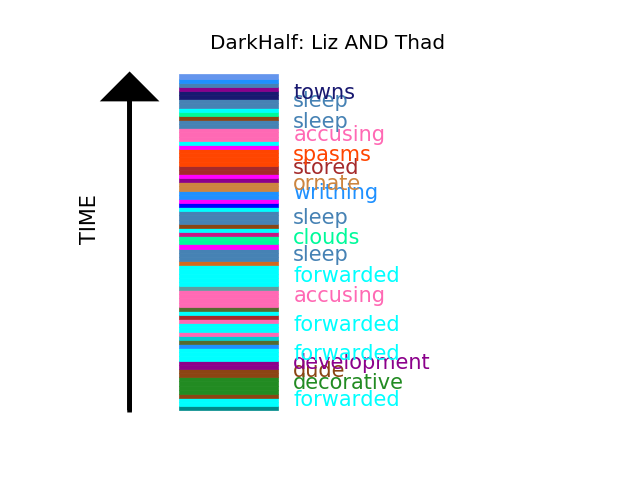 DarkHalf: Liz AND Thad
TIME
towns
sleep
sleep
accusing
spasms
stored
ornate
writhing
sleep
clouds
sleep
forwarded
accusing
forwarded
forwarded
development
dude
decorative
forwarded